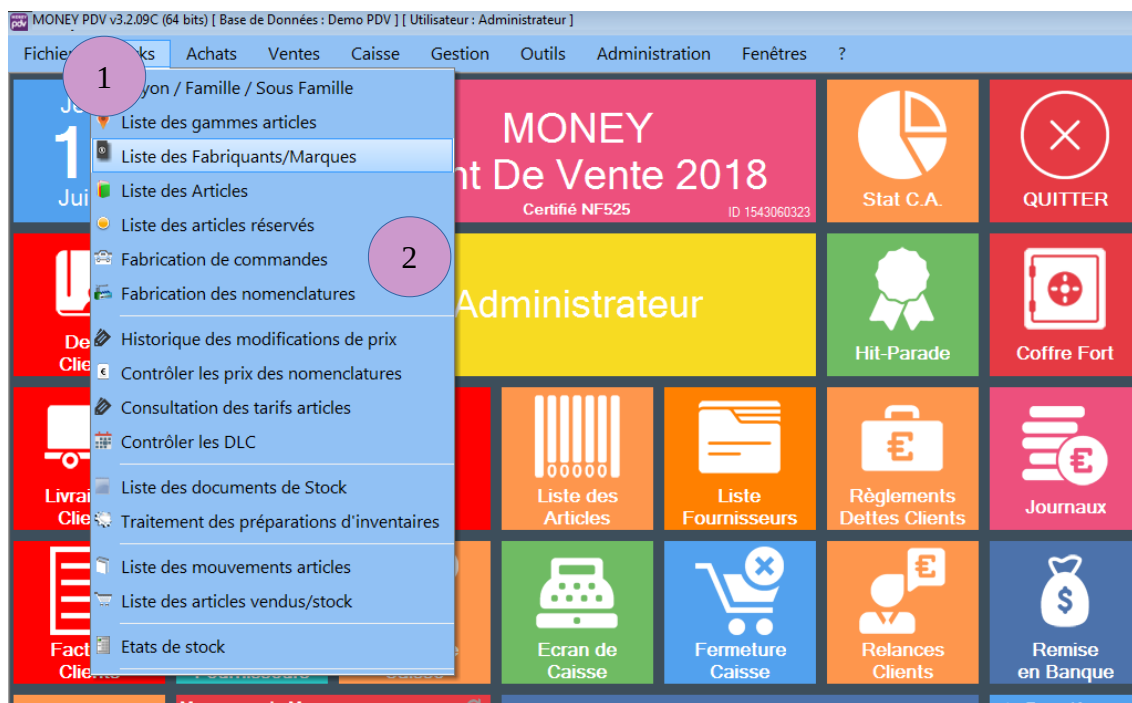 MONEY PDV v3.2.09C (64 bits) [ Base de Données : Demo PDV ] [ Utilisateur : Administrateur ]
Achats Ventes Caisse Gestion Outils Administration Fenêtres ?
1
/ Famille / Sous Famille
Liste des gammes articles
Liste des Fabriquants/Marques
Liste des Articles
Liste des articles réservés
Fabrication de commandes
2
Fabrication des nomenclatures
Historique des modifications de prix
Contrôler les prix des nomenclatures
Consultation des tarifs articles
Contrôler les DLC
Liste des documents de Stock
Traitement des préparations d'inventaires
Liste des mouvements articles
Liste des articles vendus/stock
Etats de stock
MONEY
De Vente 2018
Certifié NF525
ID 1543060323
Stat C.A.
QUITTER
Administrateur
Hit-Parade
Coffre Fort
Liste des
Articles
Liste
Fournisseurs
Règlements
Dettes Clients
Journaux
Ecran de
Caisse
Fermeture
Caisse
Relances
Clients
Remise
en Banque